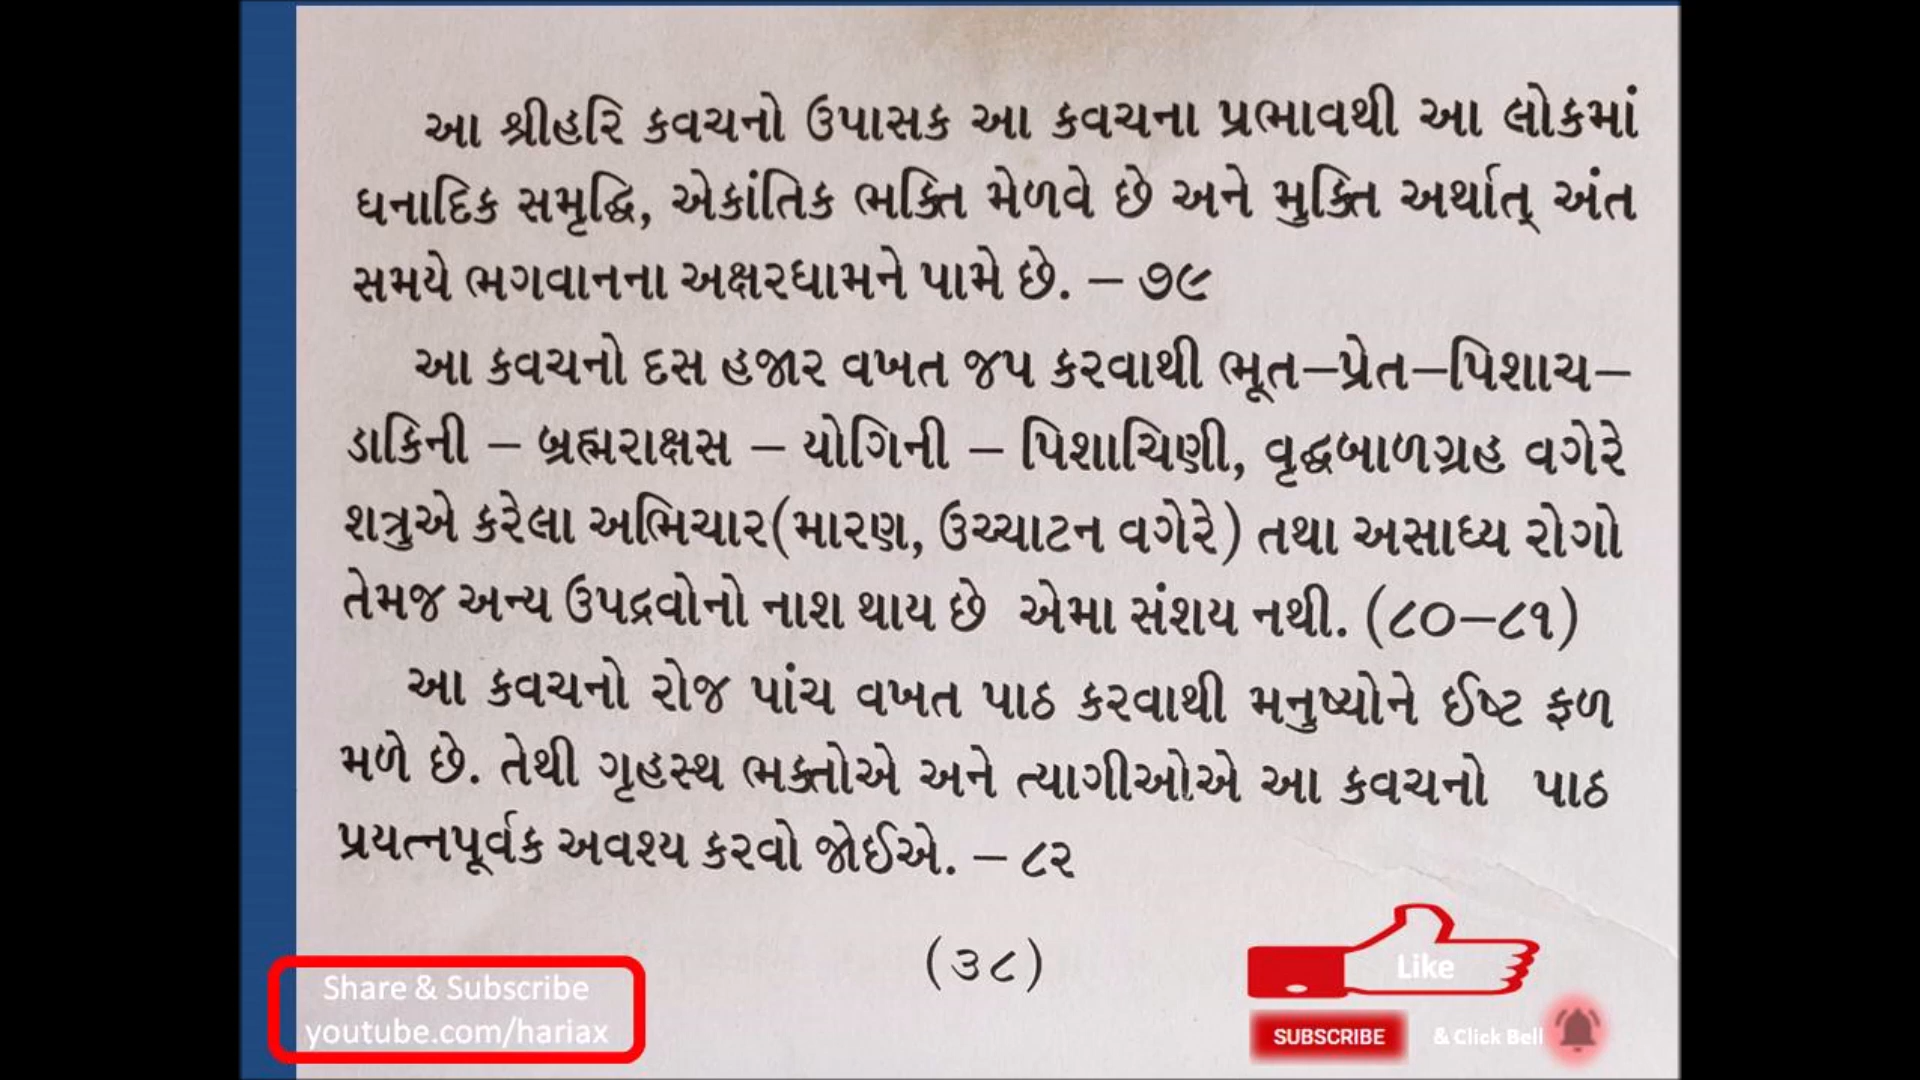 આ શ્રીહરિ કવચનો ઉપાસક આ કવચના પ્રભાવથી આ લોકમાં
ધનાદિક સમૃદ્ધિ, એકાંતિક ભક્તિ મેળવે છે અને મુક્તિ અર્થાત્ અંત
સમયે ભગવાનના અક્ષરધામને પામે છે. – ૭૯
આ કવચનો દસ હજાર વખત જપ કરવાથી ભૂત–પ્રેત–પિશાચ–
ડાકિની – બ્રહ્મરાક્ષસ – યોગિની – પિશાચિણી, વૃદ્ધબાળગ્રહ વગેરે
શત્રુએ કરેલા અભિચાર(મારણ, ઉચ્ચાટન વગેરે) તથા અસાધ્ય રોગો
તેમજ અન્ય ઉપદ્રવોનો નાશ થાય છે એમા સંશય નથી. (૮૦–૮૧)
આ કવચનો રોજ પાંચ વખત પાઠ કરવાથી મનુષ્યોને ઈષ્ટ ફળ
મળે છે. તેથી ગૃહસ્થ ભક્તોએ અને ત્યાગીઓએ આ કવચનો પાઠ
પ્રયત્નપૂર્વક અવશ્ય કરવો જોઈએ. – ૮૨
(૩૮)
Share & Subscribe
youtube.com/hariax
Like
SUBSCRIBE & Click Bell